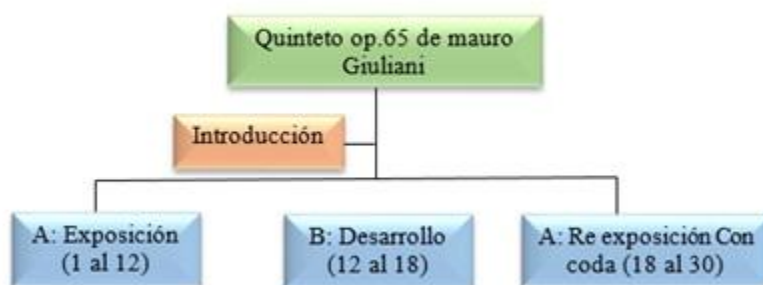 Quinteto op.65 de mauro
Giuliani
Introducción
A: Exposición
(1 al 12)
B: Desarrollo
(12 al 18)
A: Re exposición Con
coda (18 al 30)